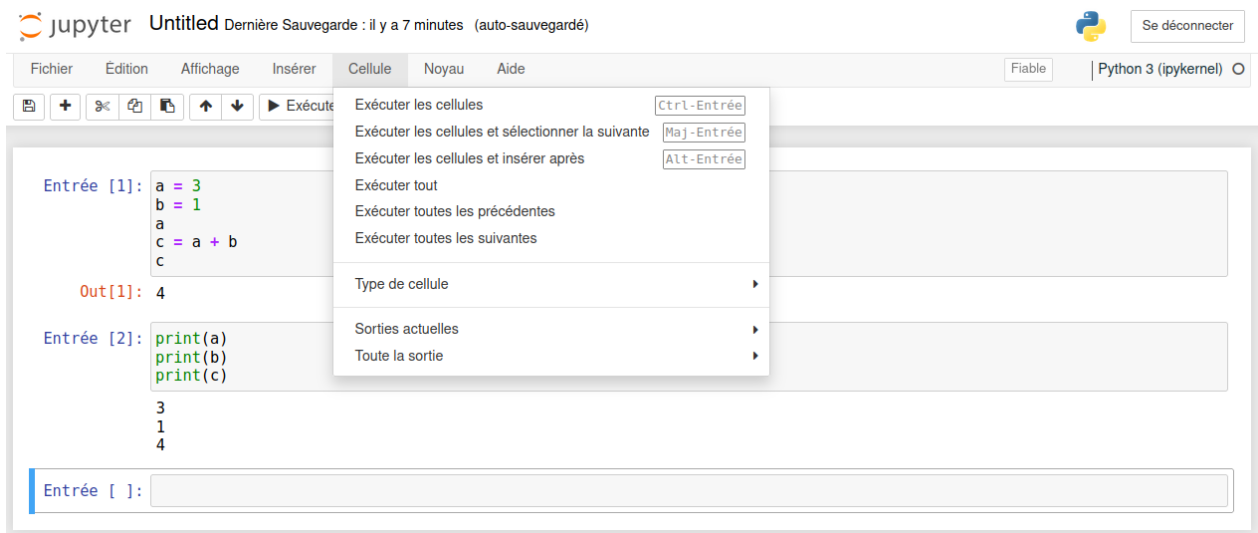 jupyter Untitled Dernière Sauvegarde : il y a 7 minutes (auto-sauvegardé) Se déconnecter
Fichier Édition Affichage Insérer Cellule Noyau Aide Fiable Python 3 (ipykernel)
Exécute
Exécuter les cellules Ctrl-Entrée
Exécuter les cellules et sélectionner la suivante Maj-Entrée
Exécuter les cellules et insérer après Alt-Entrée
Exécuter tout
Exécuter toutes les précédentes
Exécuter toutes les suivantes
Type de cellule
Sorties actuelles
Toute la sortie
Entrée [1]: a = 3
b = 1
a
c = a + b
c
Out[1]: 4
Entrée [2]: print(a)
print(b)
print(c)
3
1
4
Entrée [ ]: